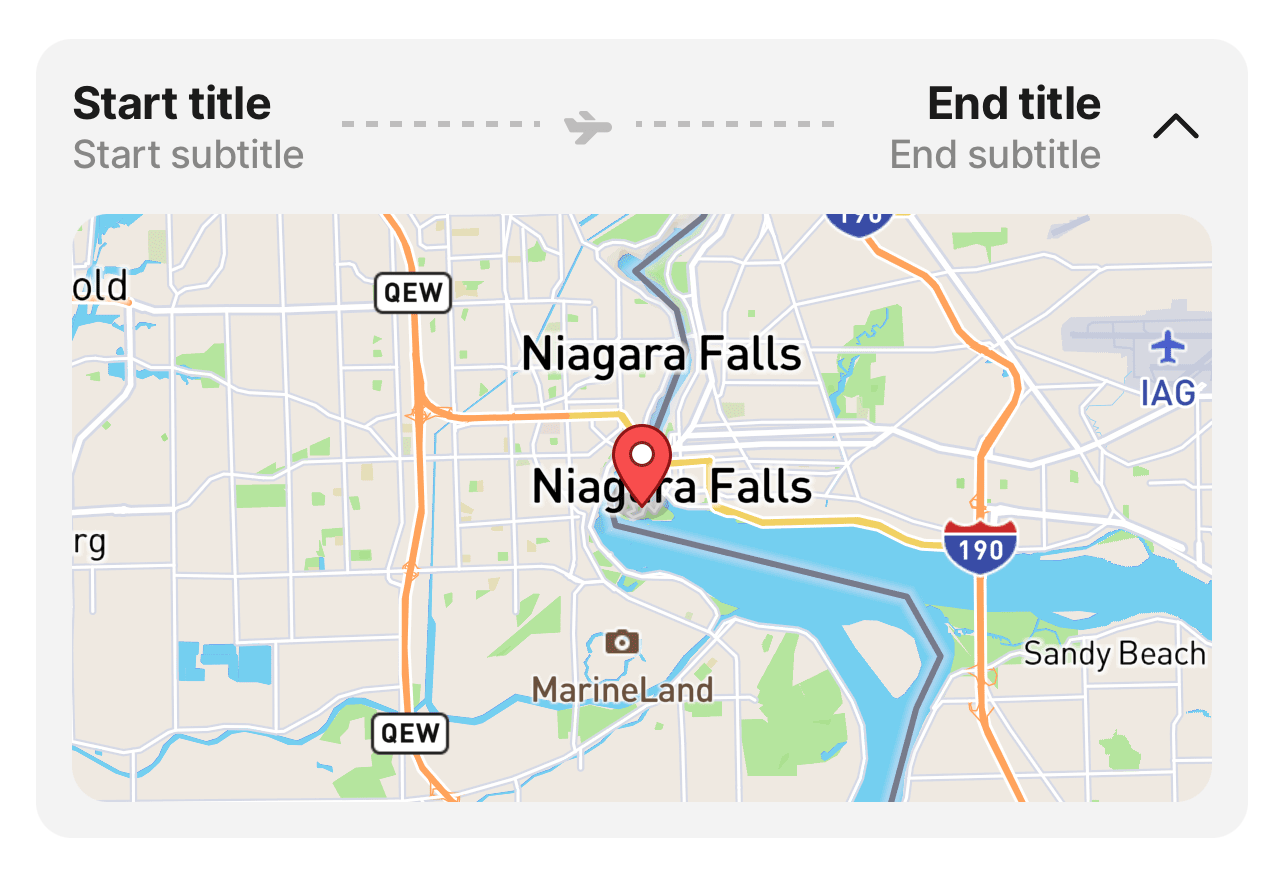 Start title
End title
Start subtitle
End subtitle
190
old
QEW
Niagara Falls
IAG
Niagara Falls
rg
190
Sandy Beach
MarineLand
QEW